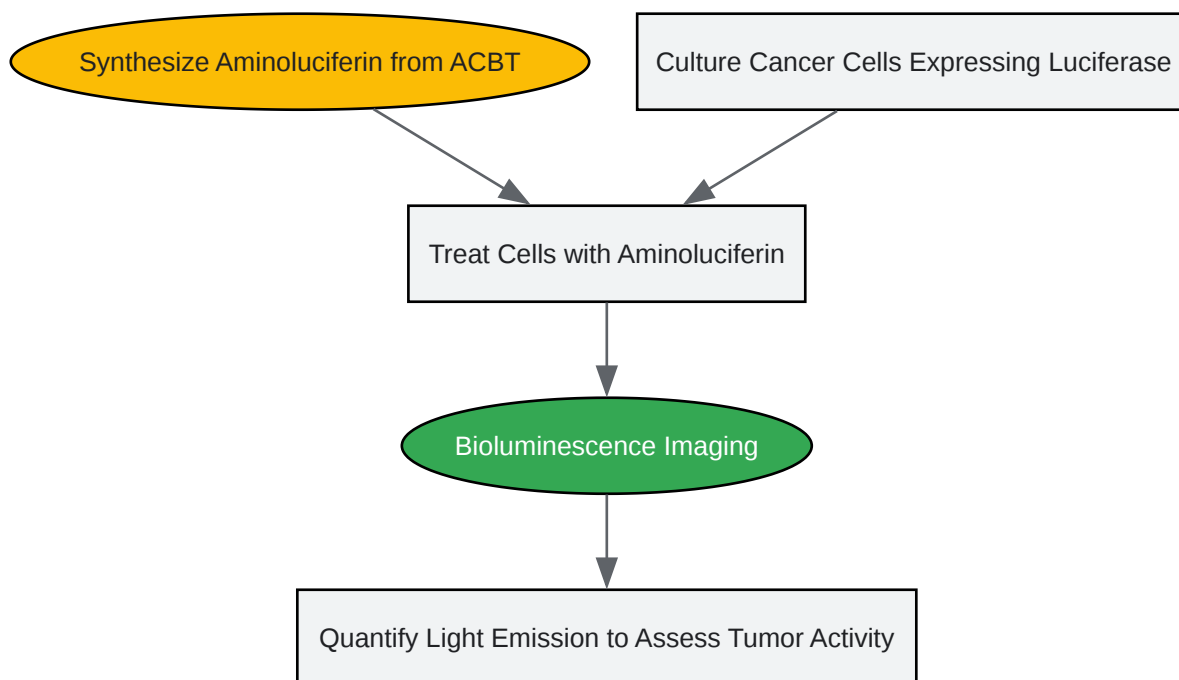 Synthesize Aminoluciferin from ACBT
Culture Cancer Cells Expressing Luciferase
Treat Cells with Aminoluciferin
Bioluminescence Imaging
Quantify Light Emission to Assess Tumor Activity